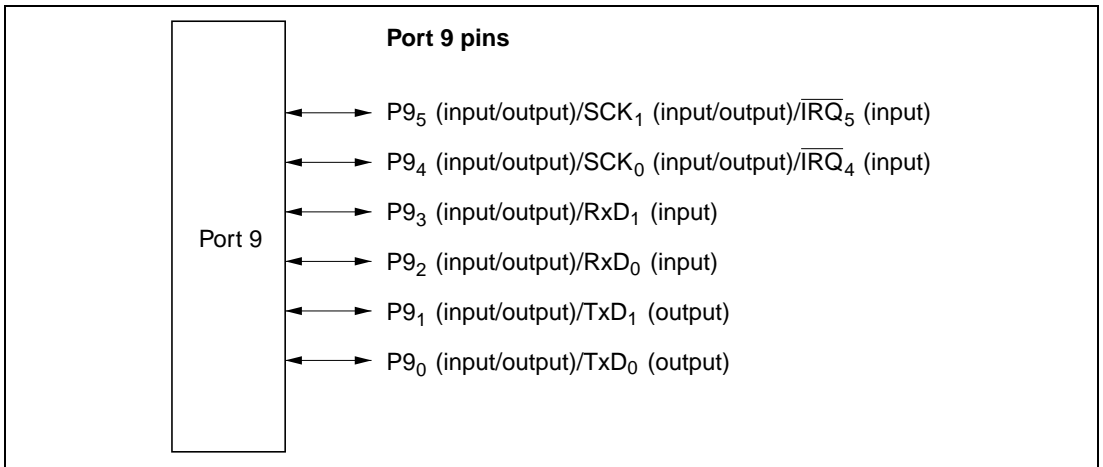 Port 9 pins
P9₅ (input/output)/SCK₁ (input/output)/I̅R̅Q̅₅ (input)
P9₄ (input/output)/SCK₀ (input/output)/I̅R̅Q̅₄ (input)
P9₃ (input/output)/RxD₁ (input)
Port 9
P9₂ (input/output)/RxD₀ (input)
P9₁ (input/output)/TxD₁ (output)
P9₀ (input/output)/TxD₀ (output)